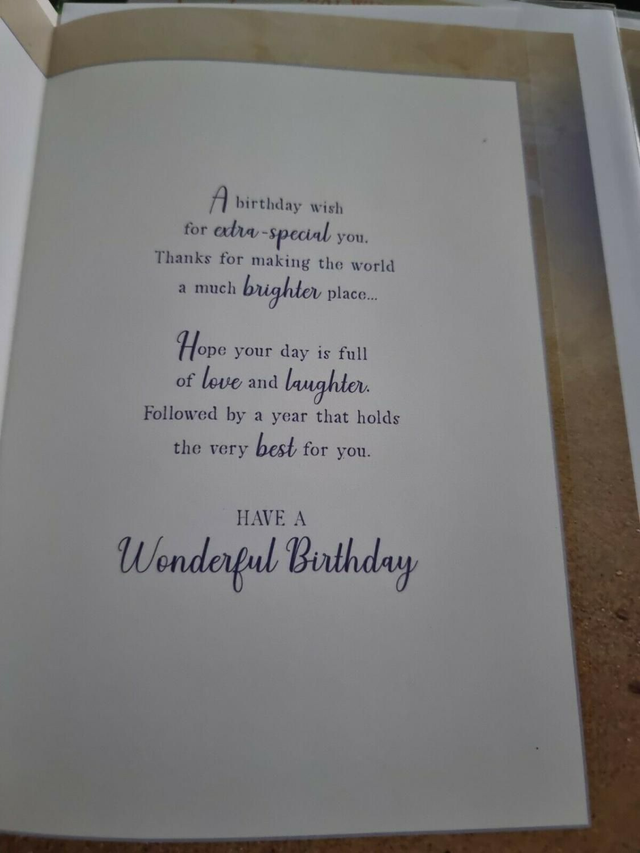 A birthday wish
for extra-special you.
Thanks for making the world
a much brighter place...
Hope your day is full
of love and laughter.
Followed by a year that holds
the very best for you.
HAVE A
Wonderful Birthday